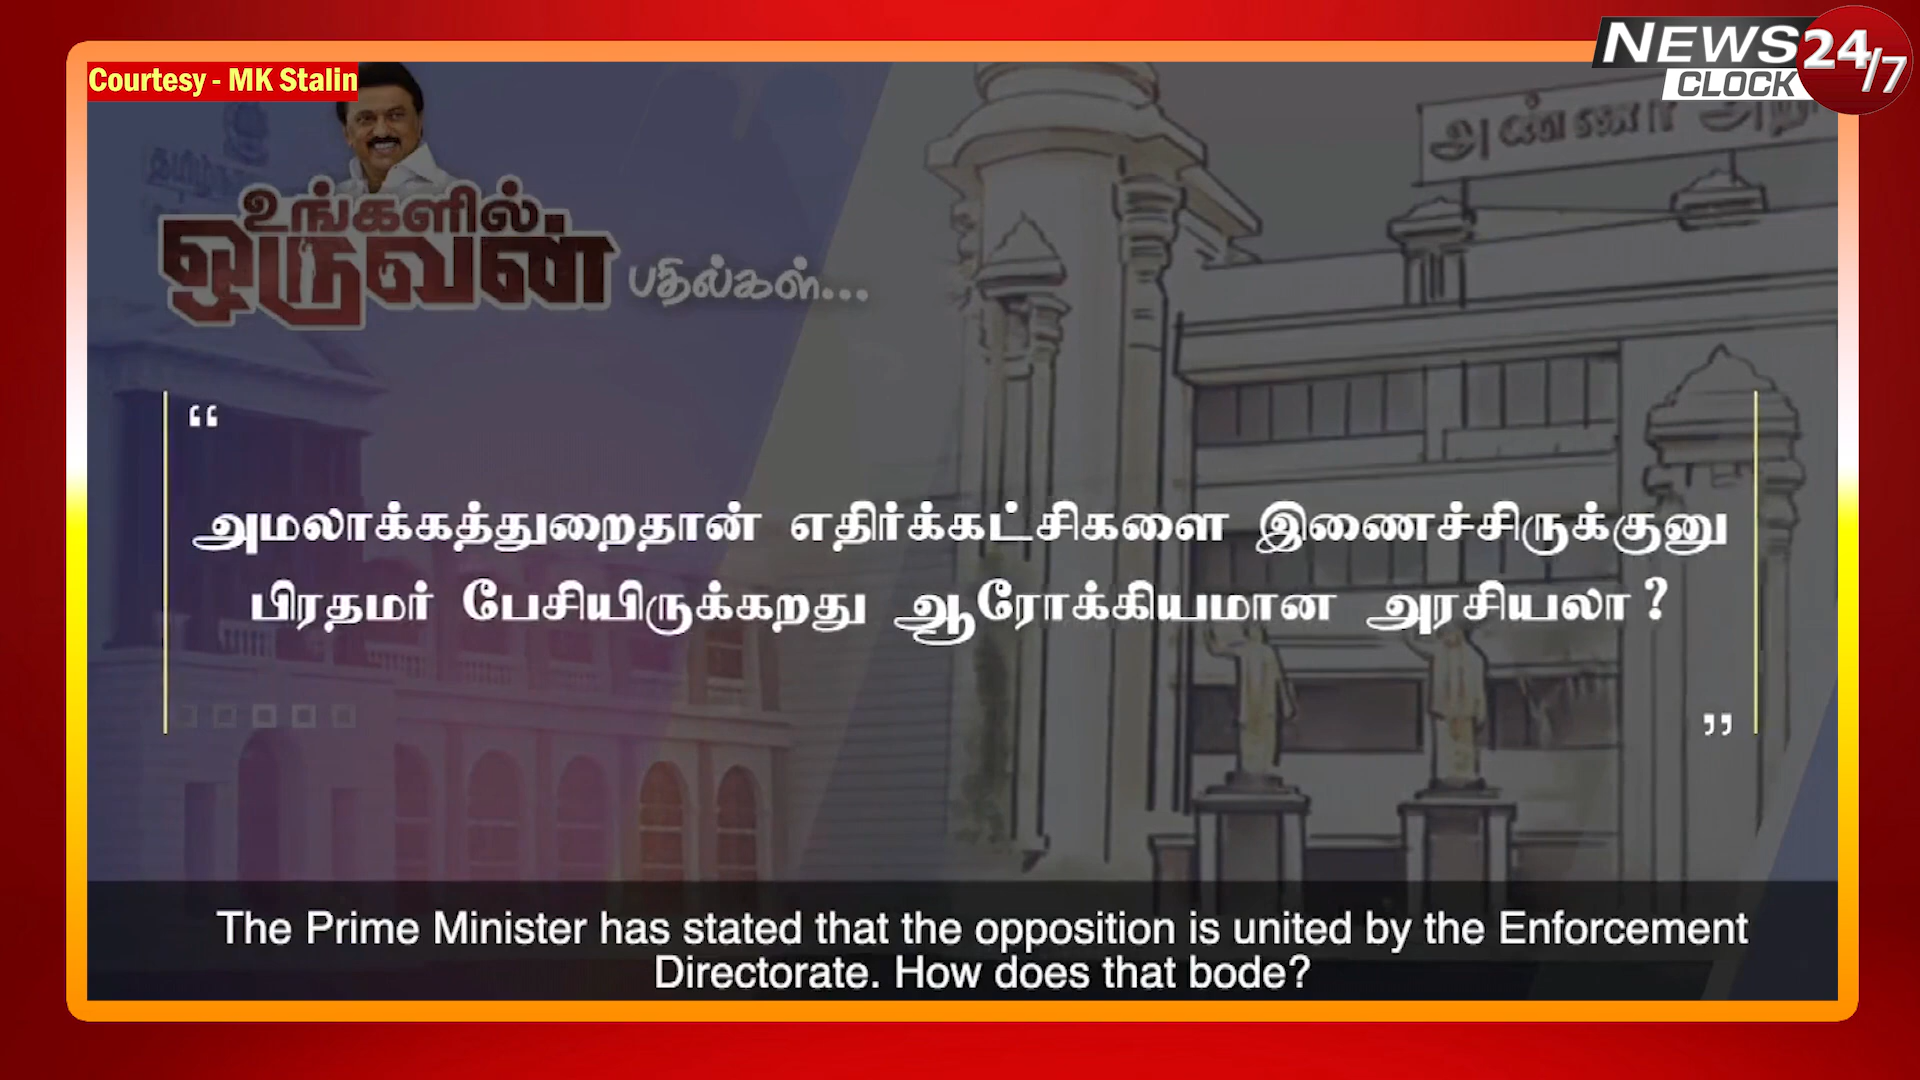 NEWS 24/7
CLOCK
Courtesy - MK Stalin
அண்ணா அறி
உங்களில்
ஒருவன்
பதில்கள்...
“
அமலாக்கத்துறைதான் எதிர்க்கட்சிகளை இணைச்சிருக்குனு
பிரதமர் பேசியிருக்கறது ஆரோக்கியமான அரசியலா ?
”
The Prime Minister has stated that the opposition is united by the Enforcement
Directorate. How does that bode?